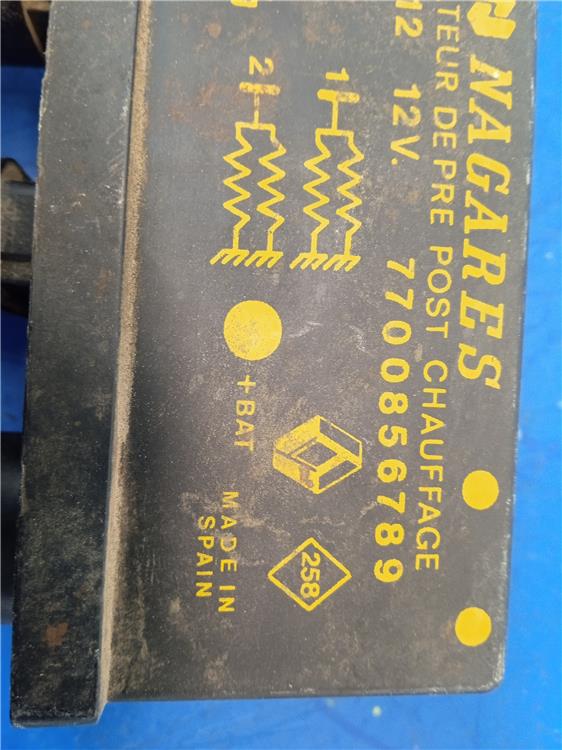 NAGARES
TEUR DE PRE POST CHAUFFAGE
12 12V. 7700856789
1
2
258
+BAT
MADE IN
SPAIN